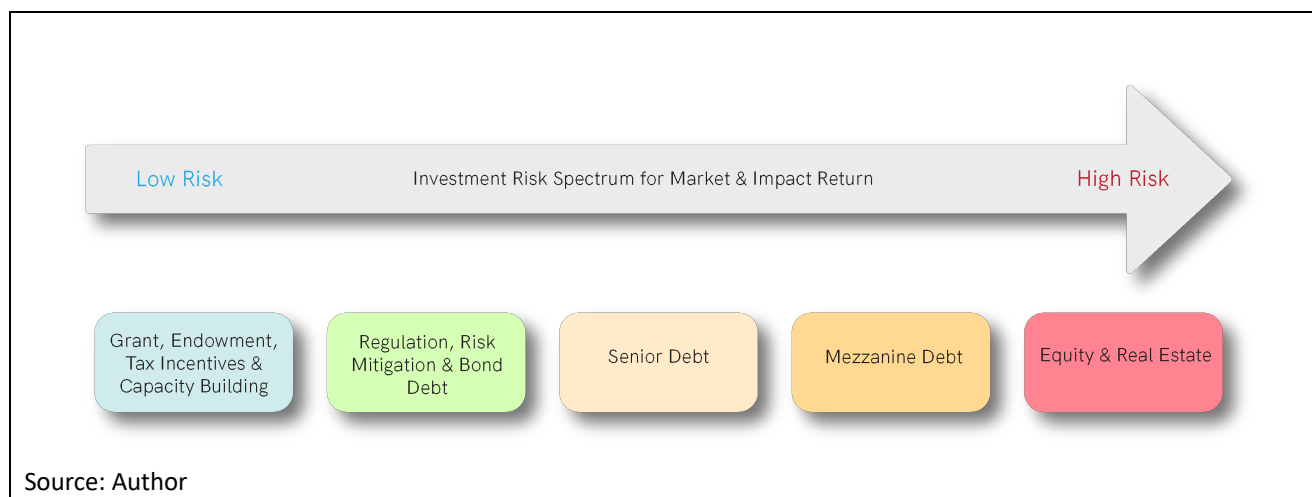 Low Risk
Investment Risk Spectrum for Market & Impact Return
High Risk
Grant, Endowment,
Tax Incentives &
Capacity Building
Regulation, Risk
Mitigation & Bond
Debt
Senior Debt
Mezzanine Debt
Equity & Real Estate
Source: Author